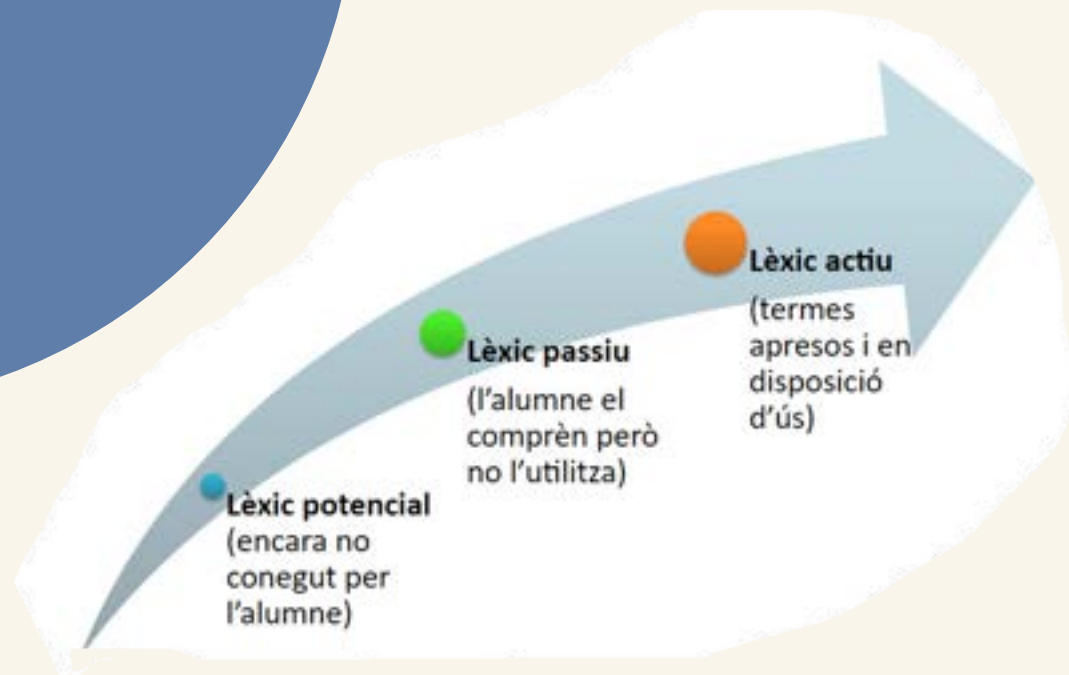 Lèxic actiu
(termes
apresos i en
disposició
d'ús)
Lèxic passiu
(l'alumne el
comprèn però
no l'utilitza)
Lèxic potencial
(encara no
conegut per
l'alumne)